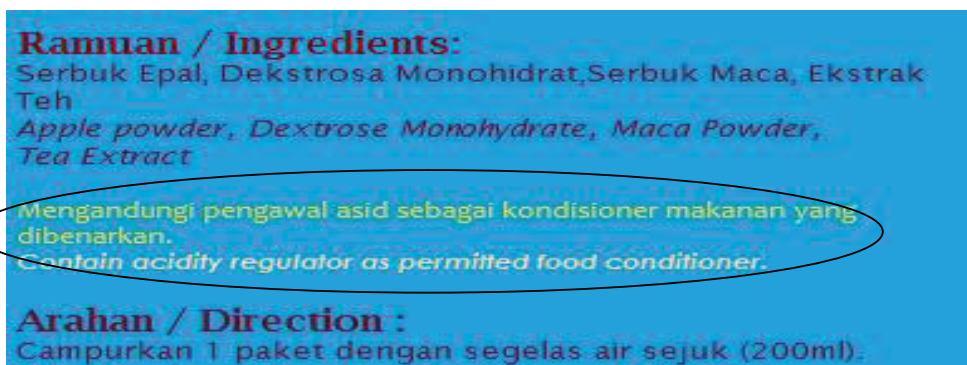 Ramuan / Ingredients:
Serbuk Epal, Dekstrosa Monohidrat,Serbuk Maca, Ekstrak
Teh
Apple powder, Dextrose Monohydrate, Maca Powder,
Tea Extract
Mengandungi pengawal asid sebagai kondisioner makanan yang
dibenarkan.
Contain acidity regulator as permitted food conditioner.
Arahan / Direction :
Campurkan 1 paket dengan segelas air sejuk (200ml).